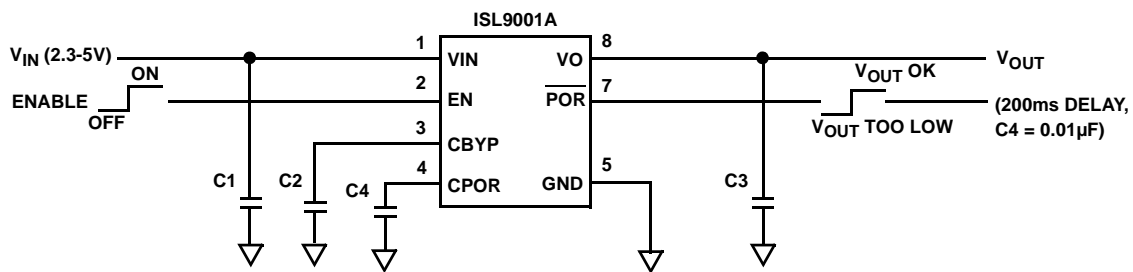 ISL9001A
VIN (2.3-5V)
1
VIN
VO
8
VOUT
ON
ENABLE
OFF
2
EN
POR
7
VOUT OK
VOUT TOO LOW
(200ms DELAY,
C4 = 0.01µF)
3
CBYP
4
CPOR
GND
5
C1
C2
C4
C3